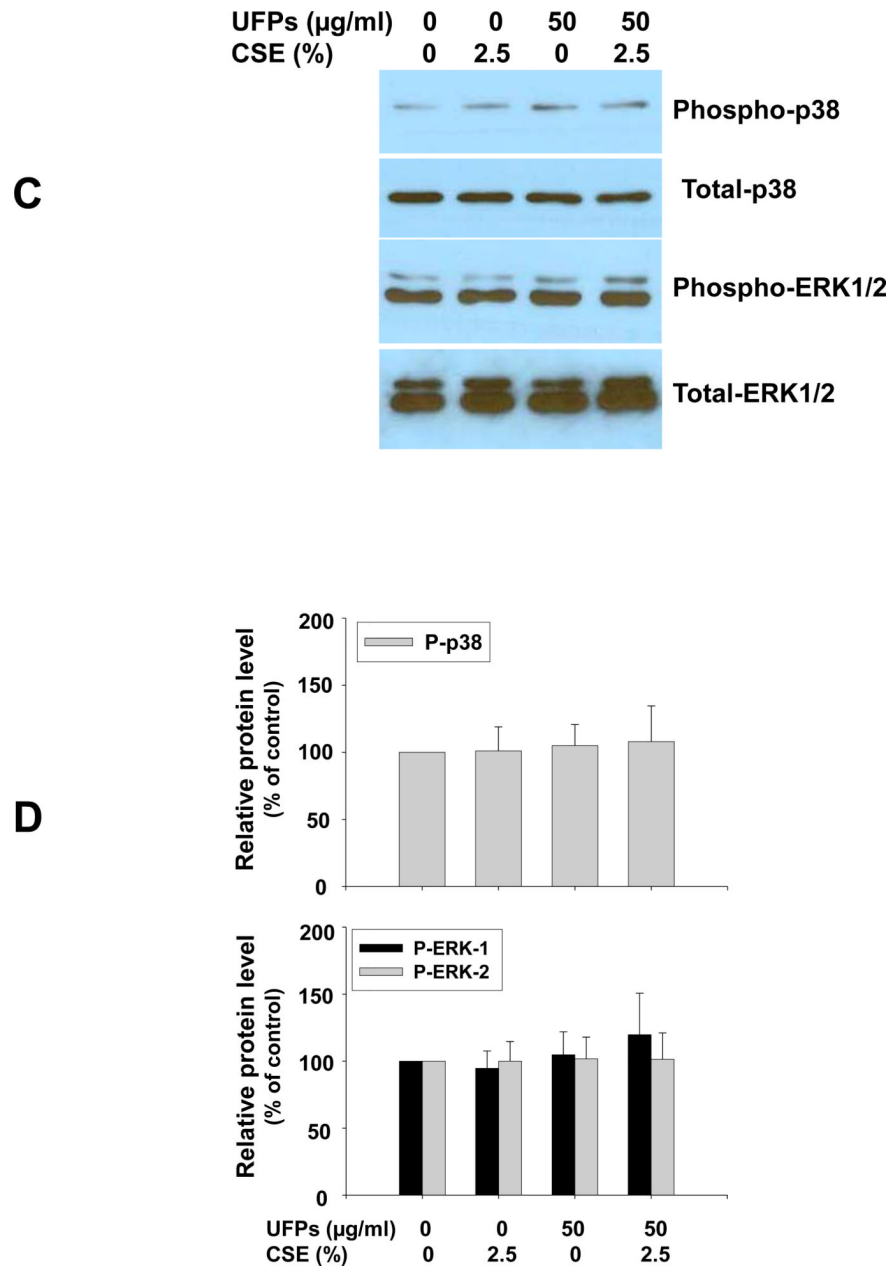 UFPs (µg/ml) 0 0 50 50
CSE (%) 0 2.5 0 2.5
Phospho-p38
C
Total-p38
Phospho-ERK1/2
Total-ERK1/2
D
Relative protein level
(% of control)
200
150
100
50
0
P-p38
Relative protein level
(% of control)
200
150
100
50
0
P-ERK-1
P-ERK-2
UFPs (µg/ml) 0 0 50 50
CSE (%) 0 2.5 0 2.5